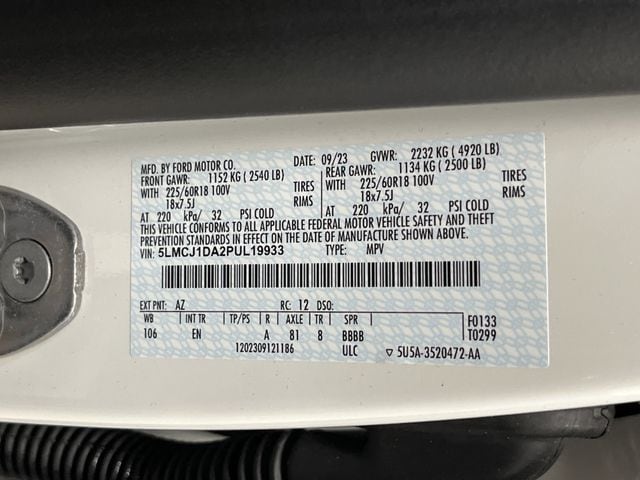 MFD. BY FORD MOTOR CO. DATE: 09/23 GVWR: 2232 KG ( 4920 LB)
FRONT GAWR: 1152 KG ( 2540 LB) REAR GAWR: 1134 KG ( 2500 LB)
WITH 225/60R18 100V TIRES WITH 225/60R18 100V TIRES
18x7.5J RIMS 18x7.5J RIMS
AT 220 kPa/ 32 PSI COLD AT 220 kPa/ 32 PSI COLD
THIS VEHICLE CONFORMS TO ALL APPLICABLE FEDERAL MOTOR VEHICLE SAFETY AND THEFT
PREVENTION STANDARDS IN EFFECT ON THE DATE OF MANUFACTURE SHOWN ABOVE.
VIN: 5LMCJ1DA2PUL19933 TYPE: MPV
EXT PNT: AZ RC: 12 DSO: F0133
WB INT TR TP/PS R AXLE TR SPR T0299
106 EN A 81 8 BBBB
1202309121186 ULC ▽ 5U5A-3520472-AA